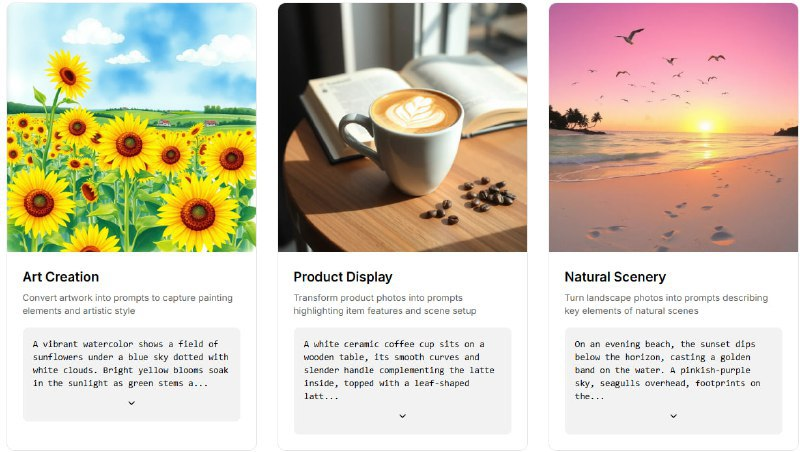 Art Creation
Convert artwork into prompts to capture painting
elements and artistic style
A vibrant watercolor shows a field of
sunflowers under a blue sky dotted with
white clouds. Bright yellow blooms soak
in the sunlight as green stems a...
Product Display
Transform product photos into prompts
highlighting item features and scene setup
A white ceramic coffee cup sits on a
wooden table, its smooth curves and
slender handle complementing the latte
inside, topped with a leaf-shaped
latt...
Natural Scenery
Turn landscape photos into prompts describing
key elements of natural scenes
On an evening beach, the sunset dips
below the horizon, casting a golden
band on the water. A pinkish-purple
sky, seagulls overhead, footprints on
the...